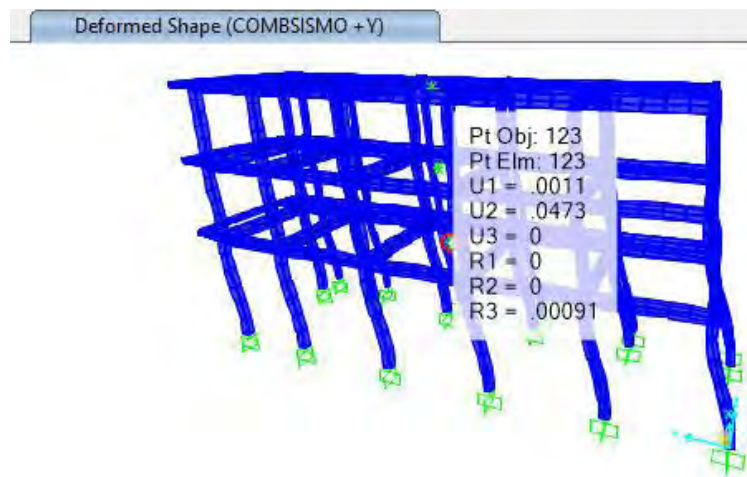 Deformed Shape (COMBSISMO +Y)
Pt Obj: 123
Pt Elm: 123
U1 = .0011
U2 = .0473
U3 = 0
R1 = 0
R2 = 0
R3 = .00091